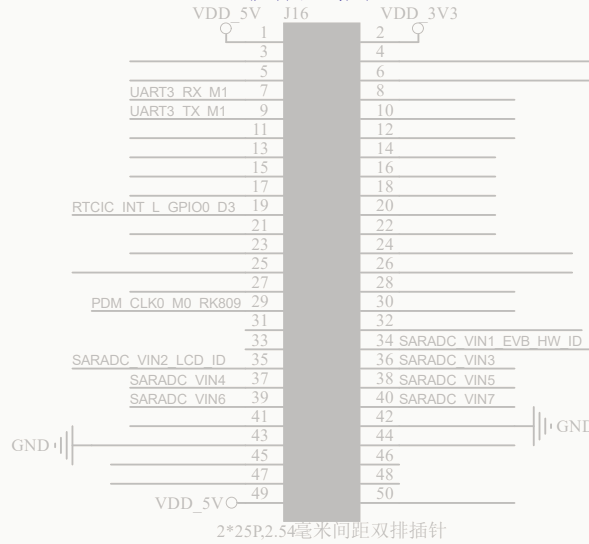 VDD_5V J16 VDD_3V3
1 2
3 4
5 6
UART3_RX_M1 7 8
UART3_TX_M1 9 10
11 12
13 14
15 16
17 18
RTCIC_INT_L_GPIO0_D3 19 20
21 22
23 24
25 26
27 28
PDM_CLK0_M0_RK809 29 30
31 32
33 34 SARADC_VIN1_EVB_HW_ID
SARADC_VIN2_LCD_ID 35 36 SARADC_VIN3
SARADC_VIN4 37 38 SARADC_VIN5
SARADC_VIN6 39 40 SARADC_VIN7
41 42 GND
GND 43 44
45 46
47 48
VDD_5V 49 50
2*25P,2.54毫米间距双排插针